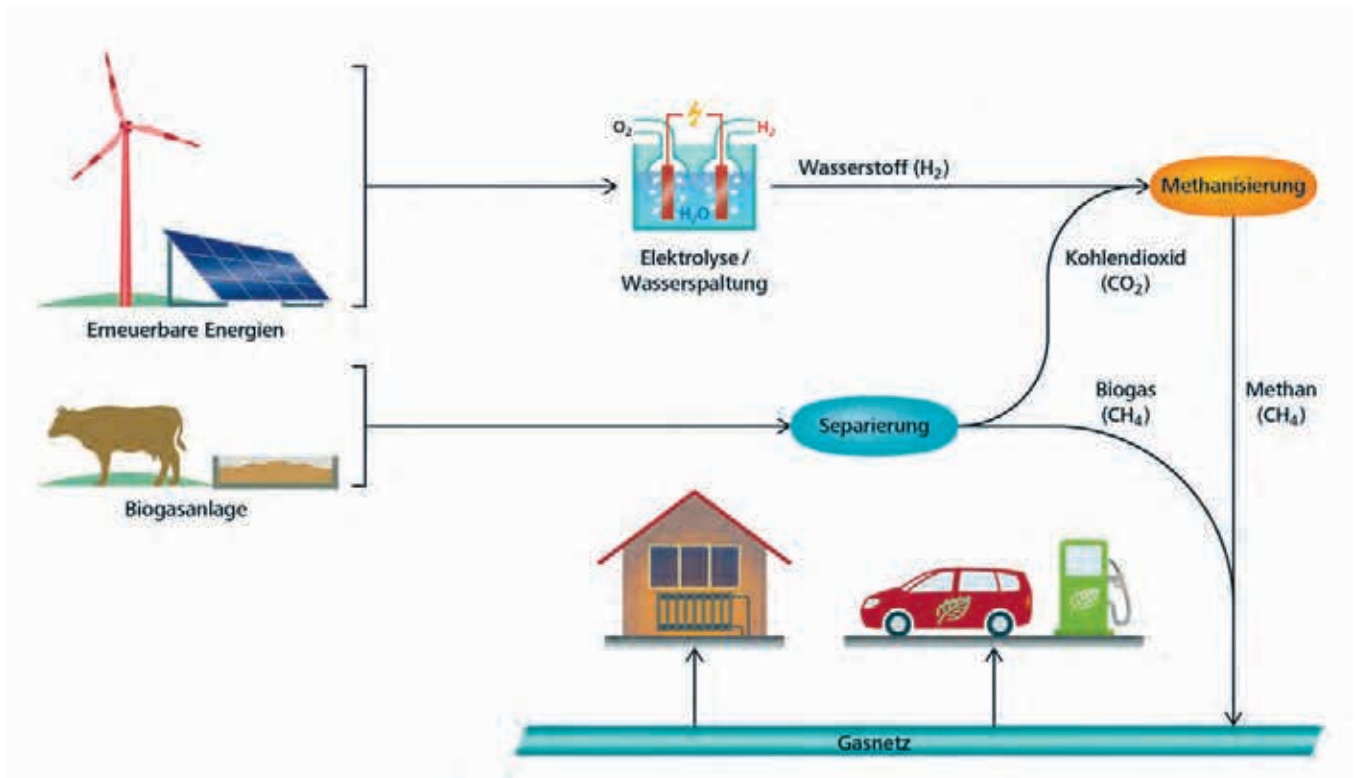 O₂
H₂
H₂O
Elektrolyse /
Wasserspaltung
Wasserstoff (H₂)
Methanisierung
Kohlendioxid
(CO₂)
Erneuerbare Energien
Biogas
(CH₄)
Methan
(CH₄)
Separierung
Biogasanlage
Gasnetz